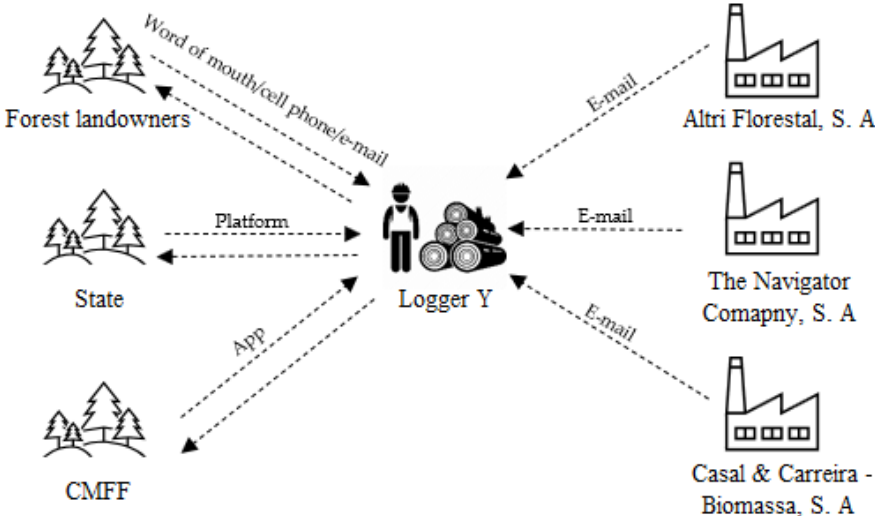 Word of mouth/cell phone/e-mail
Forest landowners
E-mail
Altri Florestal, S. A
Platform
State
Logger Y
E-mail
The Navigator
Comapny, S. A
App
CMFF
E-mail
Casal & Carreira -
Biomassa, S. A